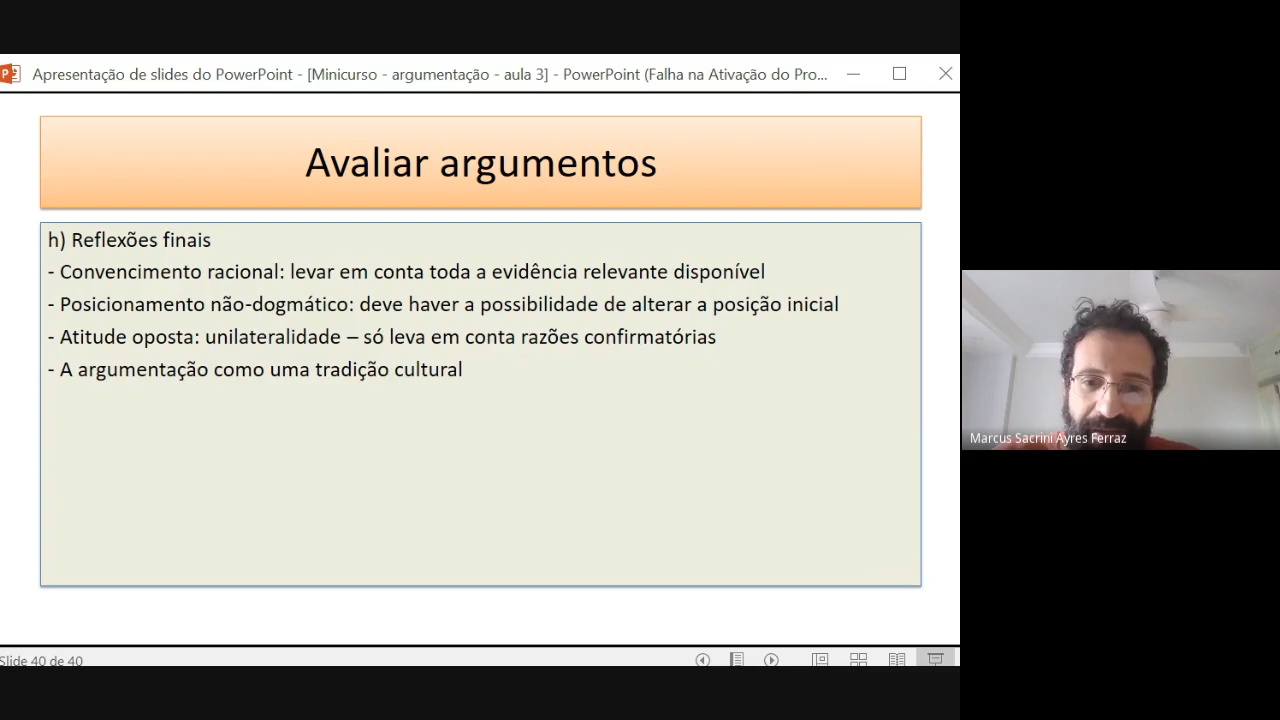 Apresentação de slides do PowerPoint - [Minicurso - argumentação - aula 3] - PowerPoint (Falha na Ativação do Pro...
Avaliar argumentos
h) Reflexões finais
- Convencimento racional: levar em conta toda a evidência relevante disponível
- Posicionamento não-dogmático: deve haver a possibilidade de alterar a posição inicial
- Atitude oposta: unilateralidade – só leva em conta razões confirmatórias
- A argumentação como uma tradição cultural
Marcus Sacrini Ayres Ferraz
Slide 40 de 40